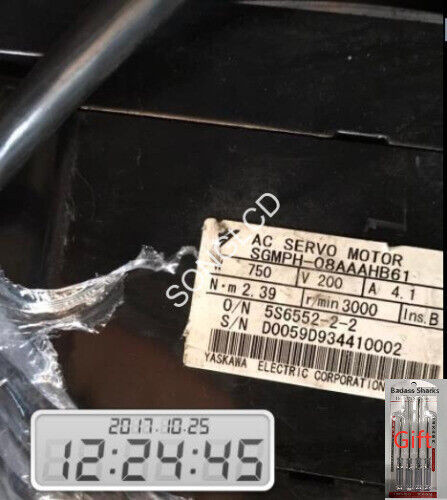 AC SERVO MOTOR
SGMPH-08AAAHB61
750 V 200 A 4.1
N·m 2.39 r/min 3000 Ins. B
O/N 5S6552-2-2
S/N D0059D934410002
YASKAWA ELECTRIC CORPORATION
SONICLCD
2017.10.25
12:24:45
Badass Sharks
Gift